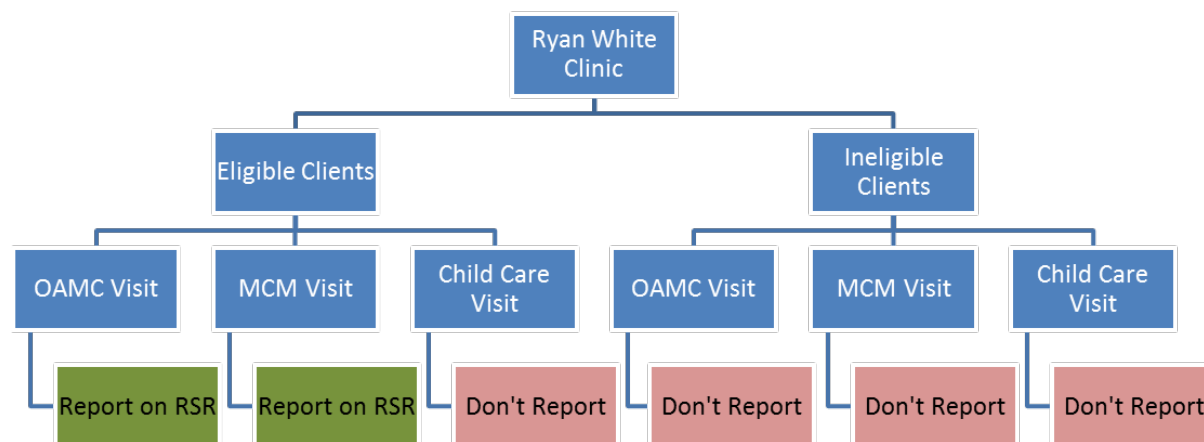 Ryan White
Clinic
Eligible Clients
Ineligible
Clients
OAMC Visit
MCM Visit
Child Care
Visit
OAMC Visit
MCM Visit
Child Care
Visit
Report on RSR
Report on RSR
Don't Report
Don't Report
Don't Report
Don't Report